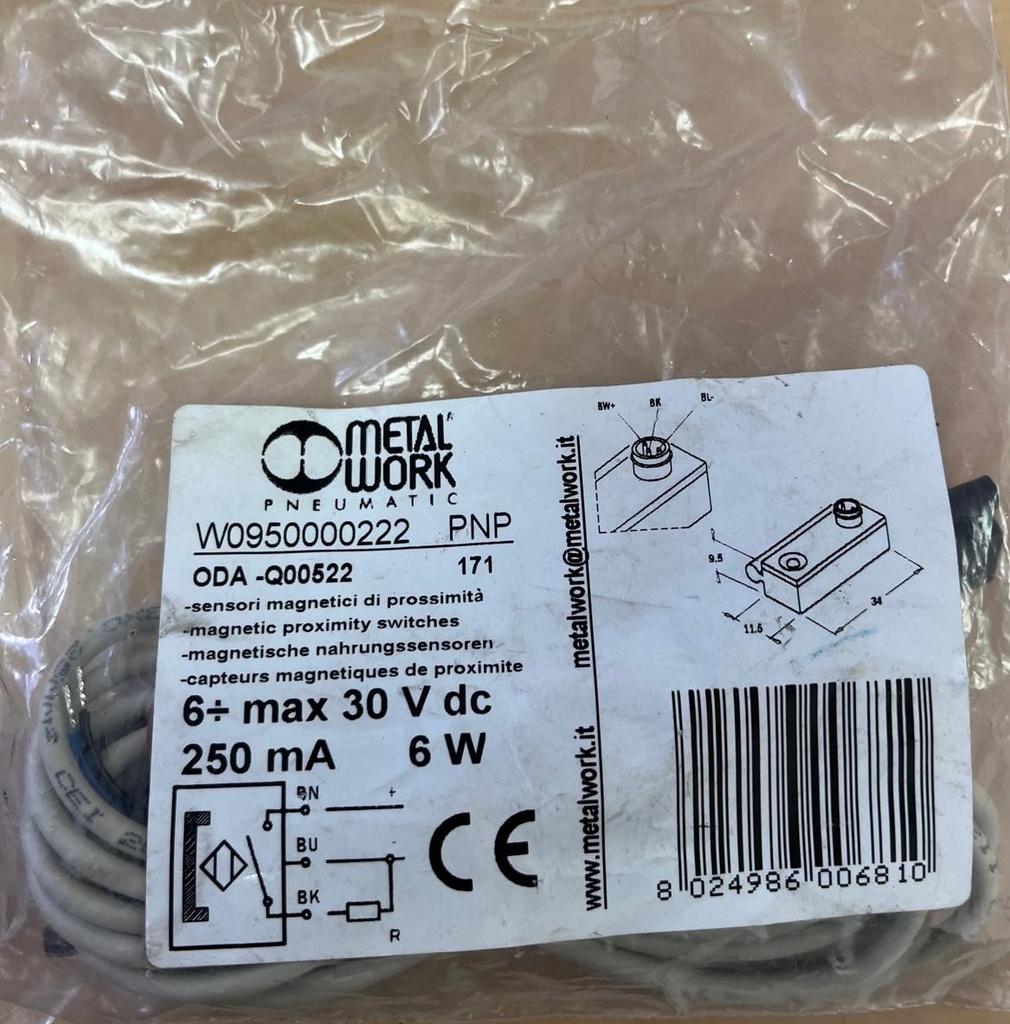 METAL
WORK
PNEUMATIC
W0950000222 PNP
ODA -Q00522 171
-sensori magnetici di prossimità
-magnetic proximity switches
-magnetische nahrungssensoren
-capteurs magnetiques de proximite
6÷ max 30 V dc
250 mA 6 W
BN +
BU -
BK
R
CE
www.metalwork.it metalwork@metalwork.it
BW+ BK BL-
9.5
11.5
34
8 024986 006810